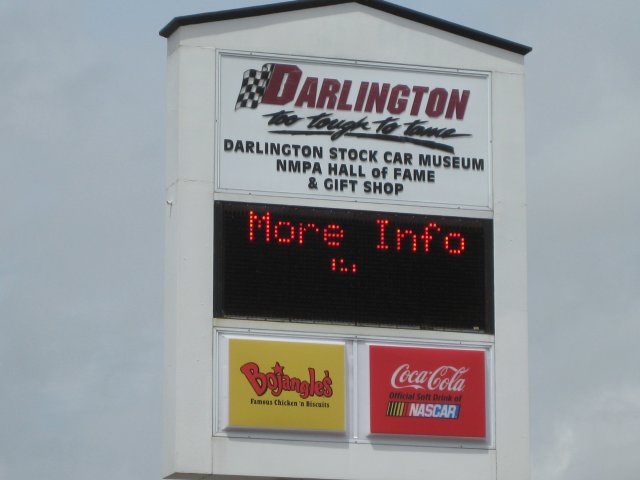 DARLINGTON
too tough to tame
DARLINGTON STOCK CAR MUSEUM
NMPA HALL of FAME
& GIFT SHOP
More Info
Bojangles'
Famous Chicken 'n Biscuits
Coca-Cola
Official Soft Drink of
NASCAR